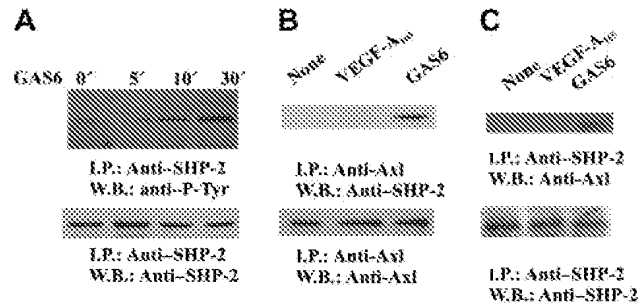 A
GAS6 0´ 5´ 10´ 30´
I.P.: Anti-SHP-2
W.B.: anti-P-Tyr
I.P.: Anti-SHP-2
W.B.: Anti-SHP-2
B
None VEGF-A₁₆₅ GAS6
I.P.: Anti-Axl
W.B.: Anti-SHP-2
I.P.: Anti-Axl
W.B.: Anti-Axl
C
None VEGF-A₁₆₅ GAS6
I.P.: Anti-SHP-2
W.B.: Anti-Axl
I.P.: Anti-SHP-2
W.B.: Anti-SHP-2